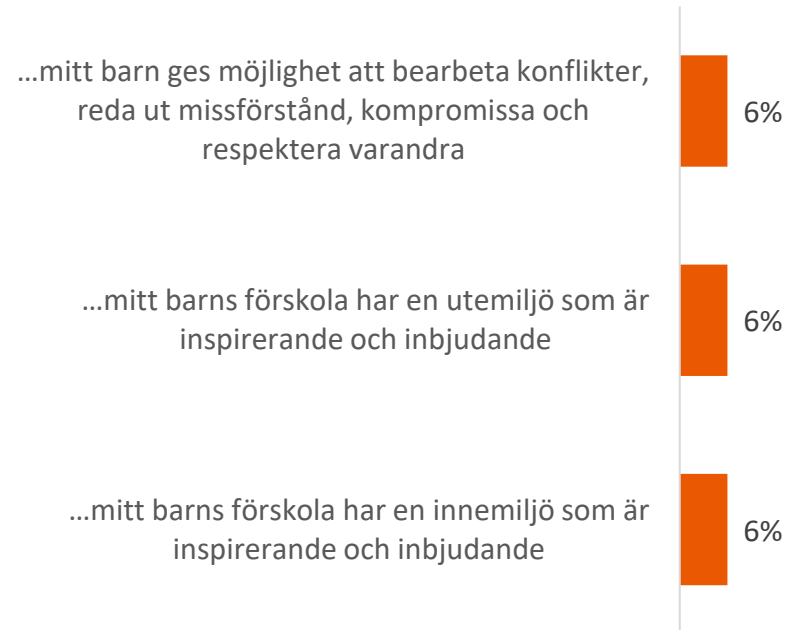 …mitt barn ges möjlighet att bearbeta konflikter,
reda ut missförstånd, kompromissa och
respektera varandra
6%
…mitt barns förskola har en utemiljö som är
inspirerande och inbjudande
6%
…mitt barns förskola har en innemiljö som är
inspirerande och inbjudande
6%